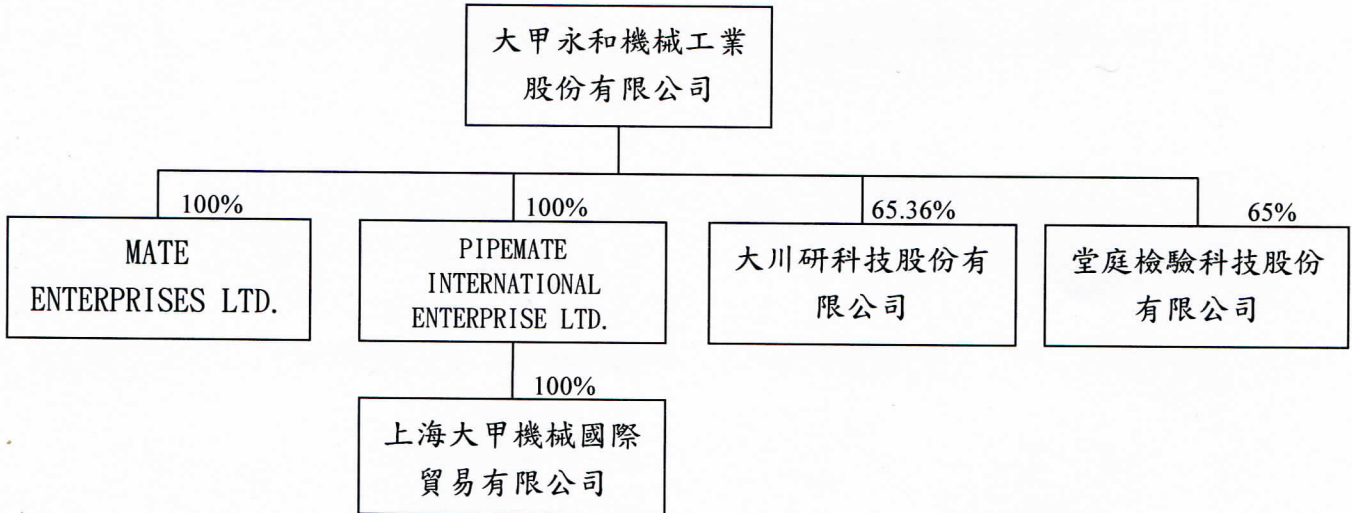 大甲永和機械工業
股份有限公司
100%
100%
65.36%
65%
MATE
ENTERPRISES LTD.
PIPEMATE
INTERNATIONAL
ENTERPRISE LTD.
大川研科技股份有
限公司
堂庭檢驗科技股份
有限公司
100%
上海大甲機械國際
貿易有限公司